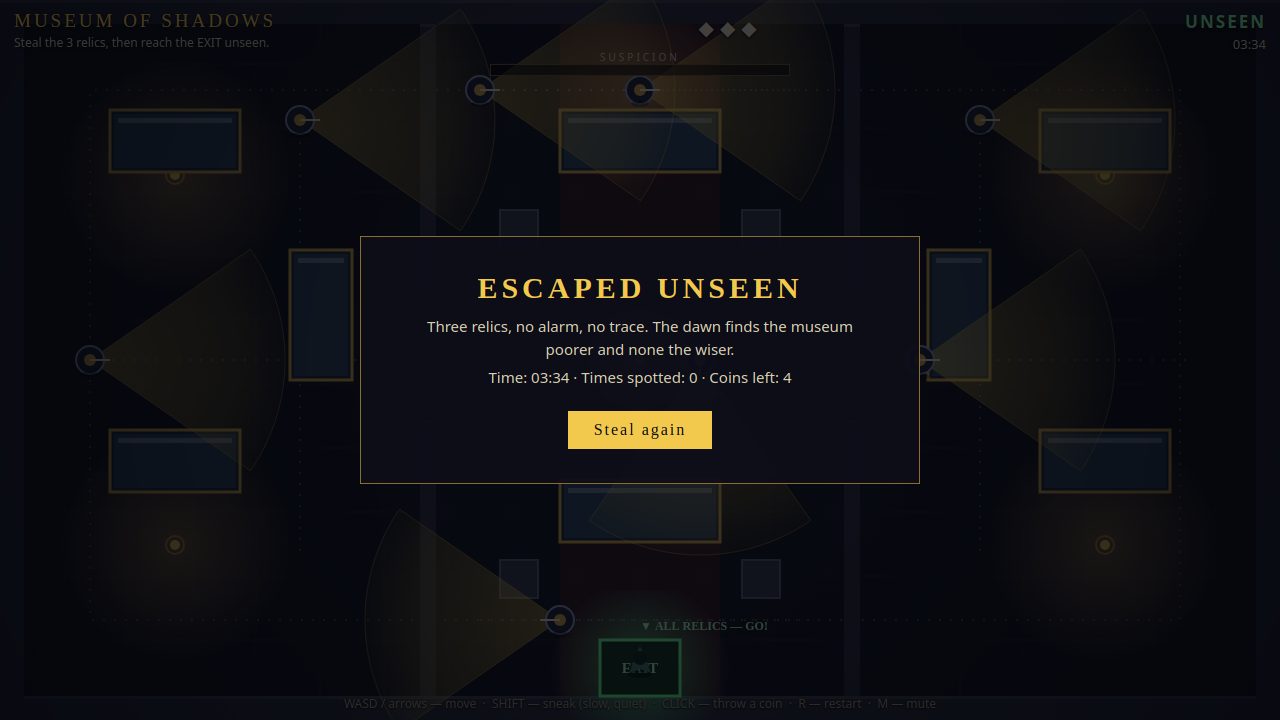 MUSEUM OF SHADOWS
Steal the 3 relics, then reach the EXIT unseen.
UNSEEN
03:34
SUSPICION
ESCAPED UNSEEN
Three relics, no alarm, no trace. The dawn finds the museum
poorer and none the wiser.
Time: 03:34 · Times spotted: 0 · Coins left: 4
Steal again
▼ ALL RELICS — GO!
EXIT
WASD / arrows — move · SHIFT — sneak (slow, quiet) · CLICK — throw a coin · R — restart · M — mute